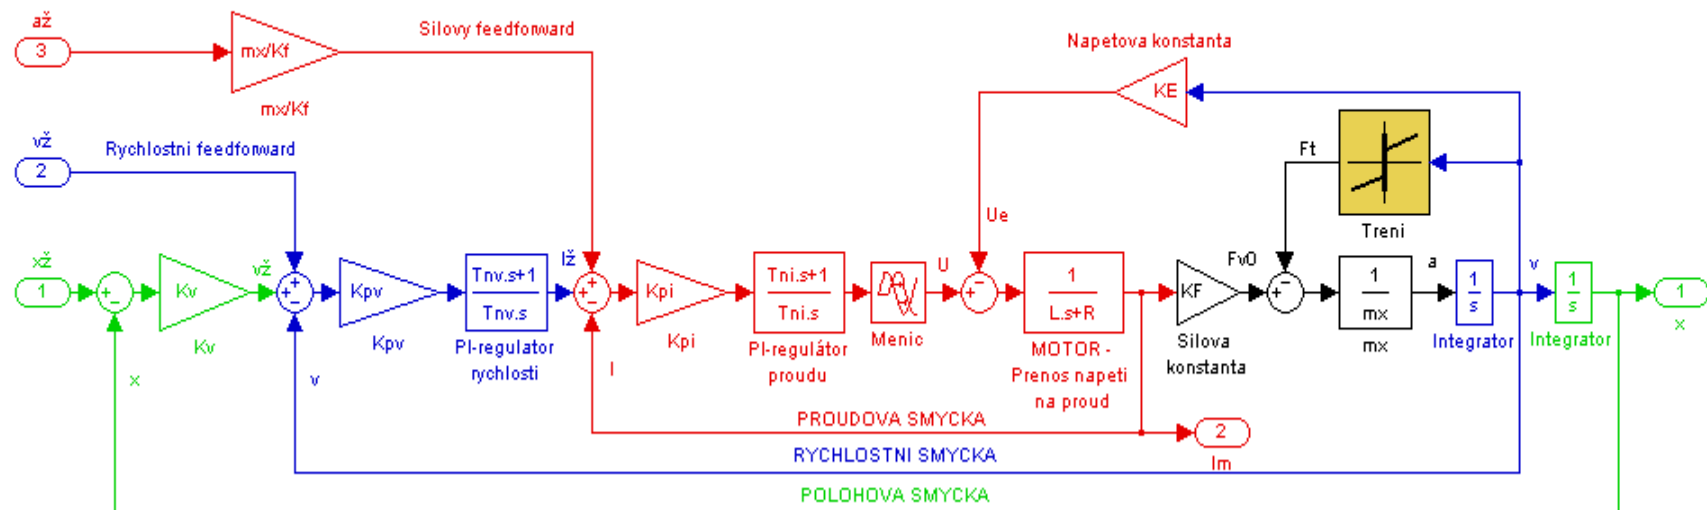 až
3
mx/Kf
mx/Kf
Silovy feedforward
Napetova konstanta
KE
vž
2
Rychlostni feedforward
Ft
Treni
Ue
xž
1
Kv
Kv
vž
Kpv
Kpv
Tnv.s+1
Tnv.s
PI-regulator
rychlosti
Iž
Kpi
Kpi
Tni.s+1
Tni.s
PI-regulátor
proudu
Menic
U
1
L.s+R
MOTOR -
Prenos napeti
na proud
KF
Silova
konstanta
Fv0
1
mx
mx
a
1
s
Integrator
v
1
s
Integrator
1
x
x
v
I
PROUDOVA SMYCKA
2
Im
RYCHLOSTNI SMYCKA
POLOHOVA SMYCKA